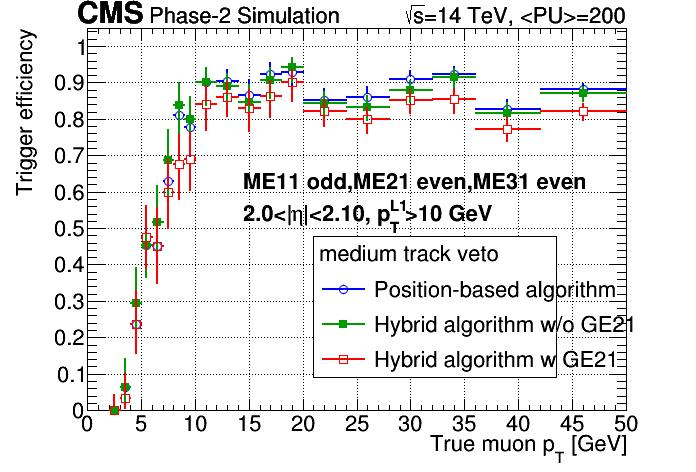 CMS Phase-2 Simulation √s=14 TeV, <PU>=200
Trigger efficiency
1
0.9
0.8
0.7
0.6
0.5
0.4
0.3
0.2
0.1
0
ME11 odd,ME21 even,ME31 even
2.0<|η|<2.10, p_T^L1>10 GeV
medium track veto
Position-based algorithm
Hybrid algorithm w/o GE21
Hybrid algorithm w GE21
0 5 10 15 20 25 30 35 40 45 50
True muon p_T [GeV]